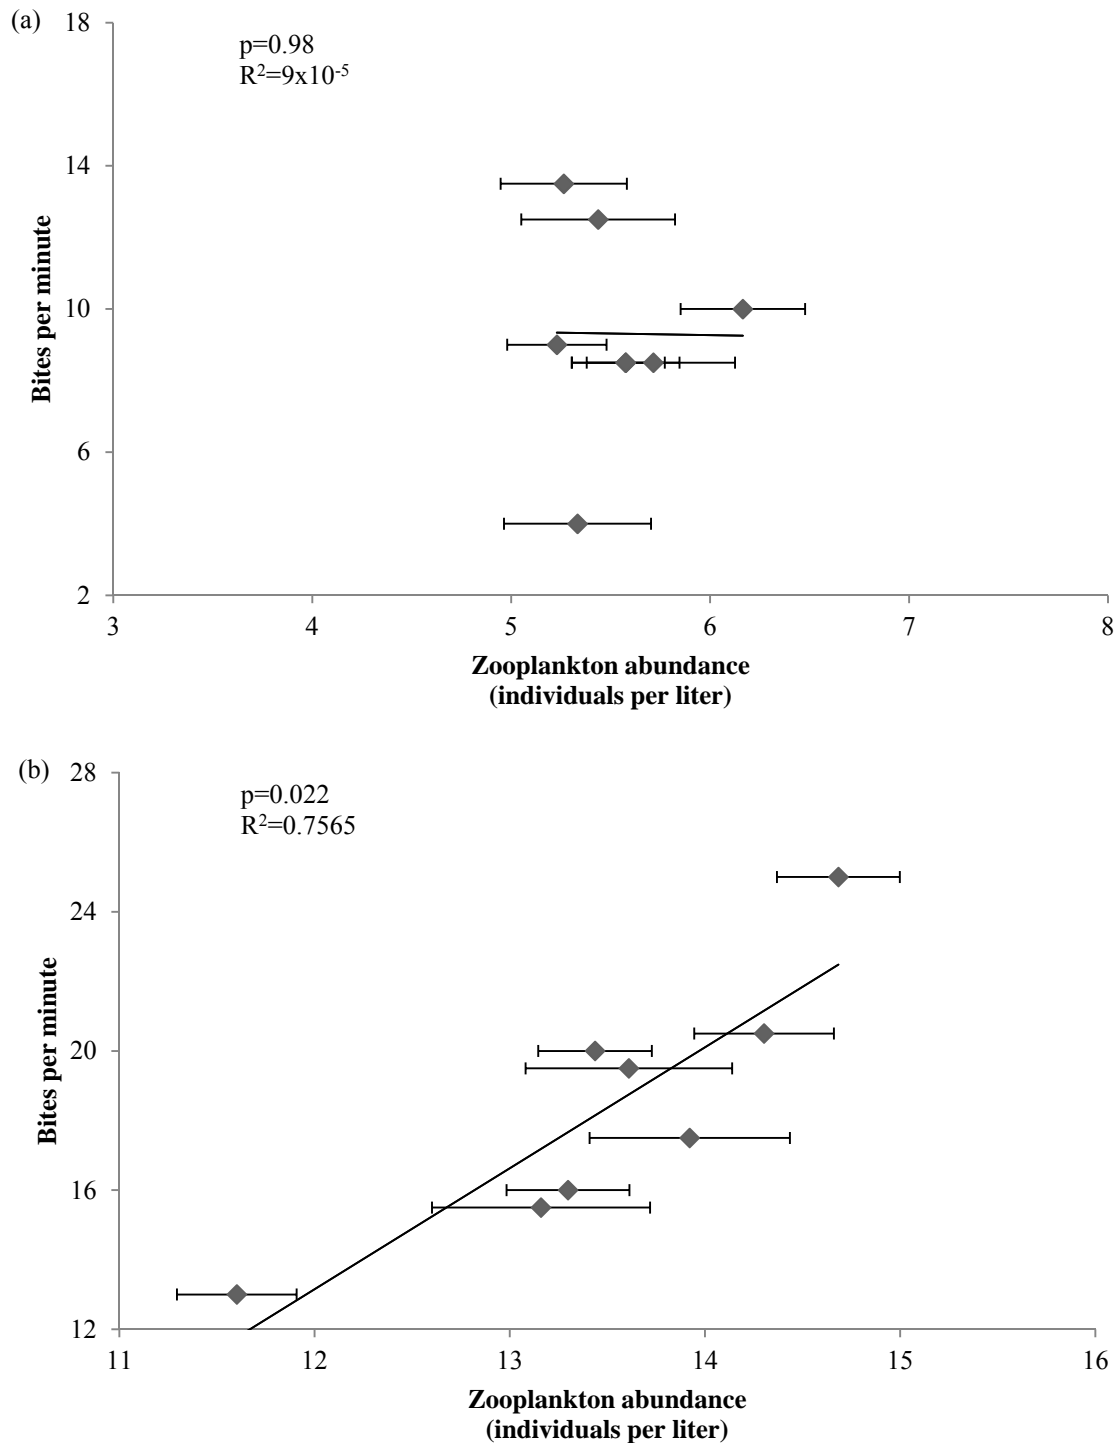 (a)
p=0.98
R²=9x10⁻⁵
18
14
10
6
2
Bites per minute
3 4 5 6 7 8
Zooplankton abundance
(individuals per liter)
(b)
p=0.022
R²=0.7565
28
24
20
16
12
Bites per minute
11 12 13 14 15 16
Zooplankton abundance
(individuals per liter)